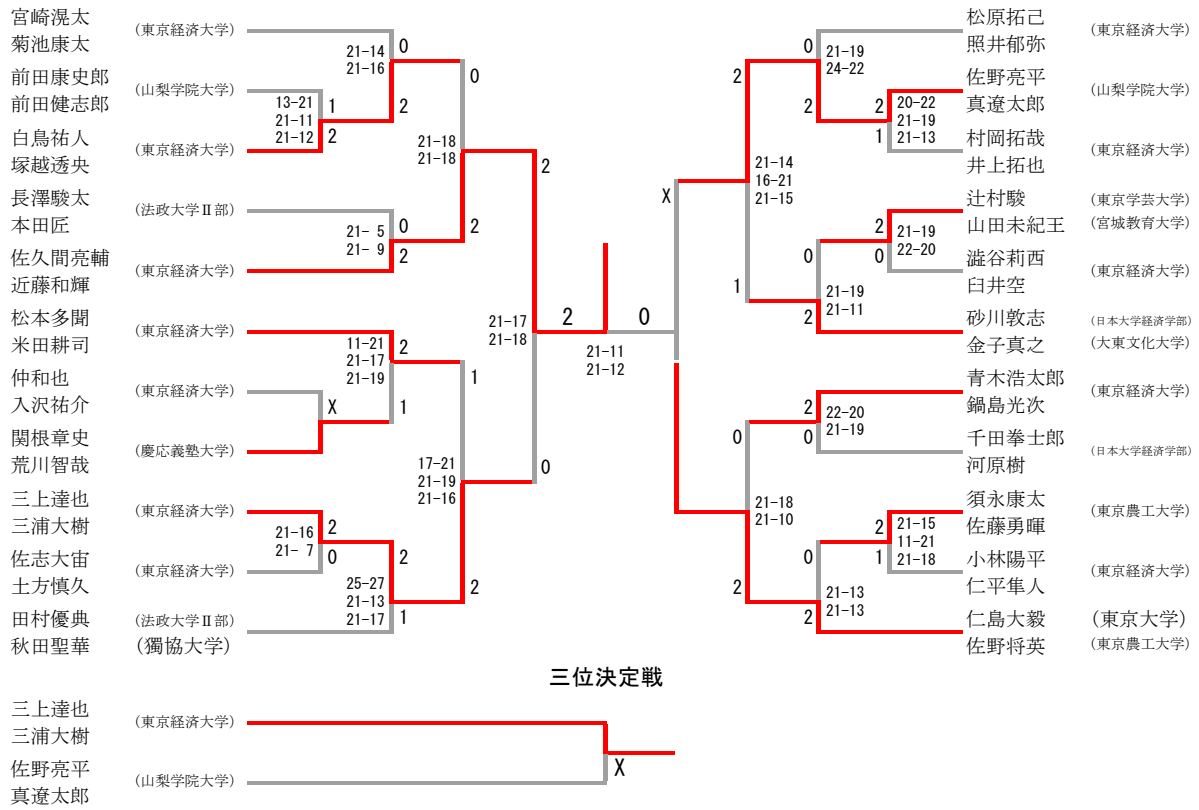 宮崎滉太
菊池康太
(東京経済大学)
前田康史郎
前田健志郎
(山梨学院大学)
白鳥祐人
塚越透央
(東京経済大学)
長澤駿太
本田匠
(法政大学Ⅱ部)
佐久間亮輔
近藤和輝
(東京経済大学)
松本多聞
米田耕司
(東京経済大学)
仲和也
入沢祐介
(東京経済大学)
関根章史
荒川智哉
(慶応義塾大学)
三上達也
三浦大樹
(東京経済大学)
佐志大宙
土方慎久
(東京経済大学)
田村優典
(法政大学Ⅱ部)
秋田聖華
(獨協大学)
13-21
21-11
21-12
1
2
21-14
21-16
0
2
21- 5
21- 9
0
2
21-18
21-18
0
2
X
11-21
21-17
21-19
2
1
21-16
21- 7
2
0
25-27
21-13
21-17
2
1
17-21
21-19
21-16
1
2
21-17
21-18
2
0
2
0
21-11
21-12
X
21-14
16-21
21-15
2
1
21-19
24-22
0
2
20-22
21-19
21-13
2
1
21-19
22-20
2
0
21-19
21-11
0
2
22-20
21-19
2
0
21-18
21-10
0
2
21-15
11-21
21-18
2
1
21-13
21-13
0
2
松原拓己
照井郁弥
(東京経済大学)
佐野亮平
真遼太郎
(山梨学院大学)
村岡拓哉
井上拓也
(東京経済大学)
辻村駿
(東京学芸大学)
山田未紀王
(宮城教育大学)
澁谷莉西
臼井空
(東京経済大学)
砂川敦志
(日本大学経済学部)
金子真之
(大東文化大学)
青木浩太郎
鍋島光次
(東京経済大学)
千田拳士郎
河原樹
(日本大学経済学部)
須永康太
佐藤勇暉
(東京農工大学)
小林陽平
仁平隼人
(東京経済大学)
仁島大毅
(東京大学)
佐野将英
(東京農工大学)
三位決定戦
三上達也
三浦大樹
(東京経済大学)
佐野亮平
真遼太郎
(山梨学院大学)
X